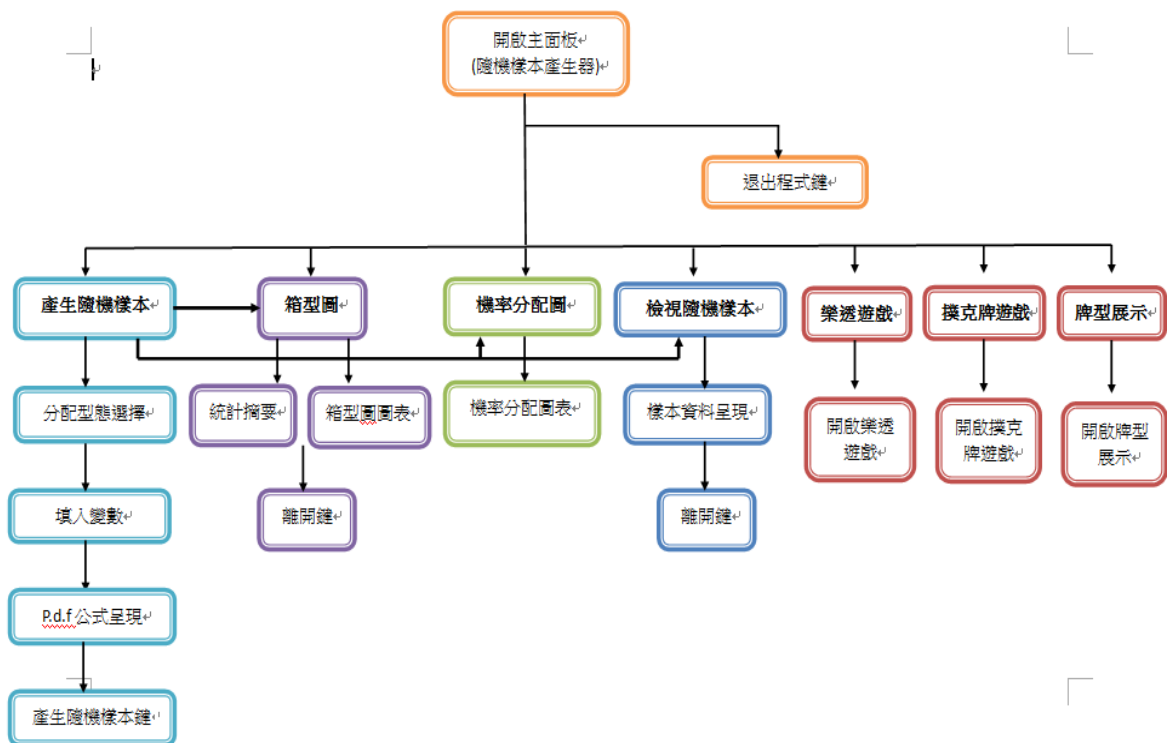 開啟主面板
(隨機樣本產生器)
退出程式鍵
產生隨機樣本
箱型圖
機率分配圖
檢視隨機樣本
樂透遊戲
撲克牌遊戲
牌型展示
分配型態選擇
統計摘要
箱型圖圖表
機率分配圖表
樣本資料呈現
開啟樂透
遊戲
開啟撲克
牌遊戲
開啟牌型
展示
填入變數
離開鍵
離開鍵
P.d.f 公式呈現
產生隨機樣本鍵